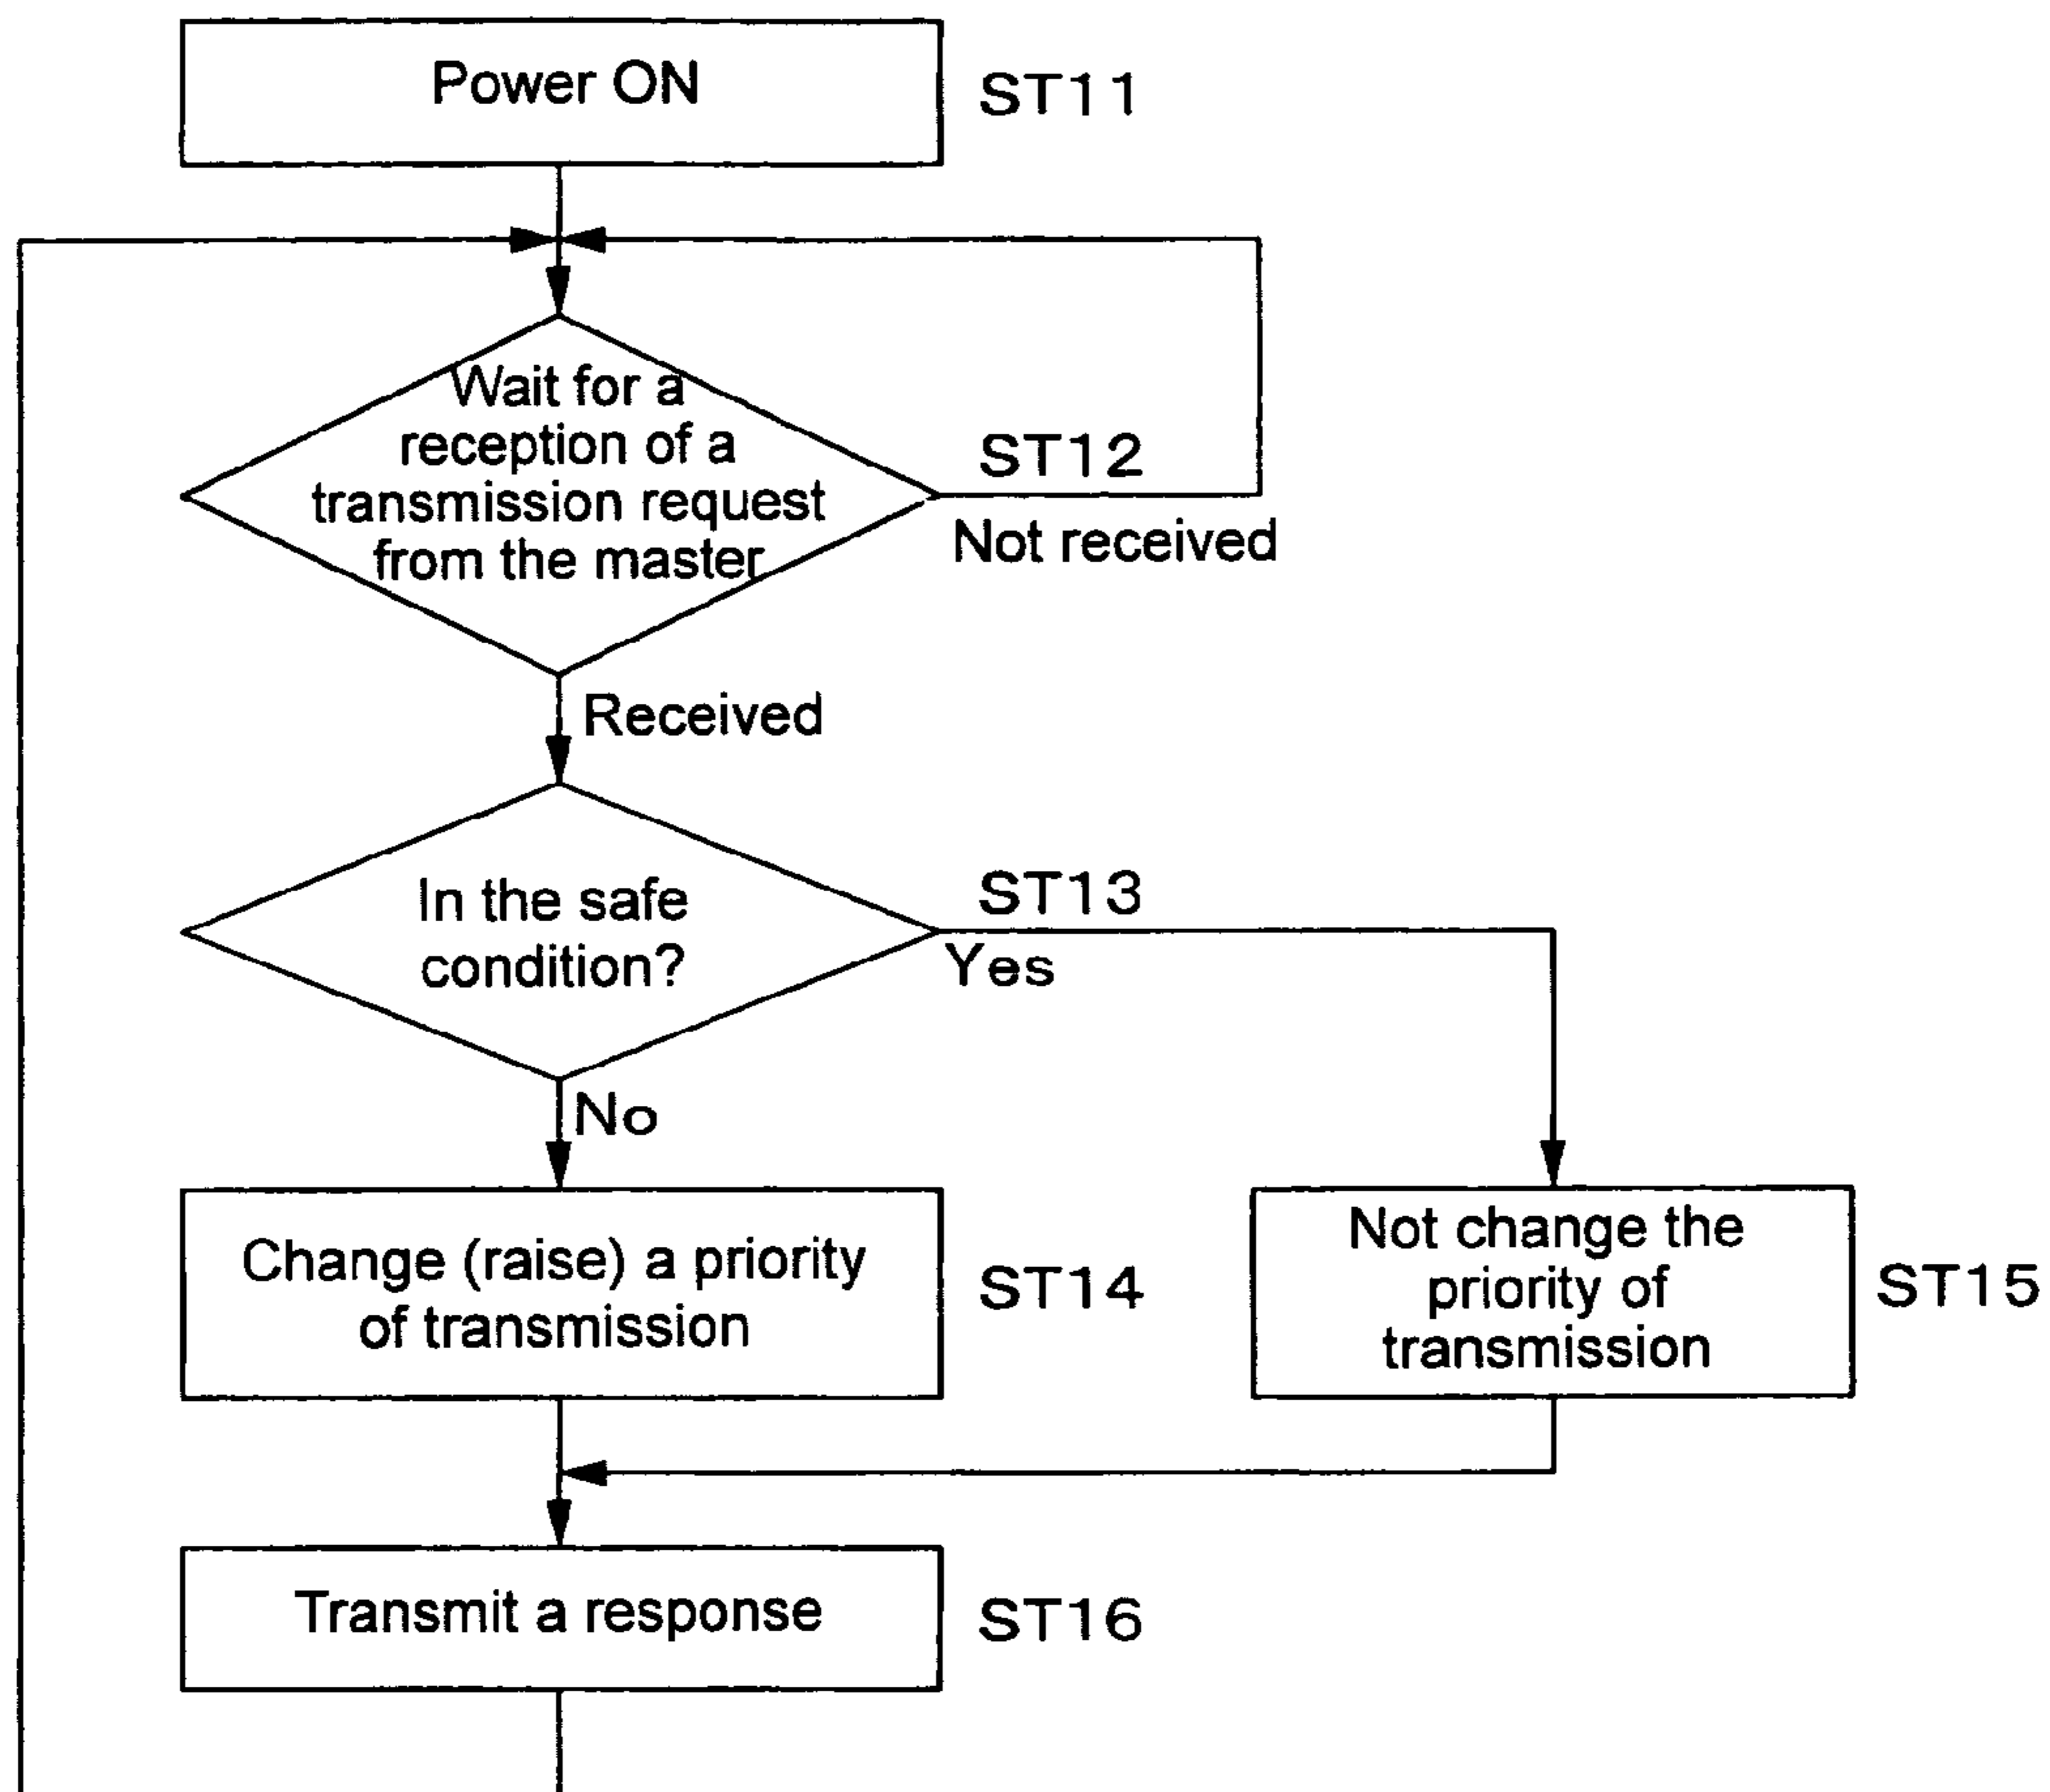 Power ON
ST11
Wait for a
reception of a
transmission request
from the master
ST12
Not received
Received
In the safe
condition?
ST13
Yes
No
Change (raise) a priority
of transmission
ST14
Not change the
priority of
transmission
ST15
Transmit a response
ST16